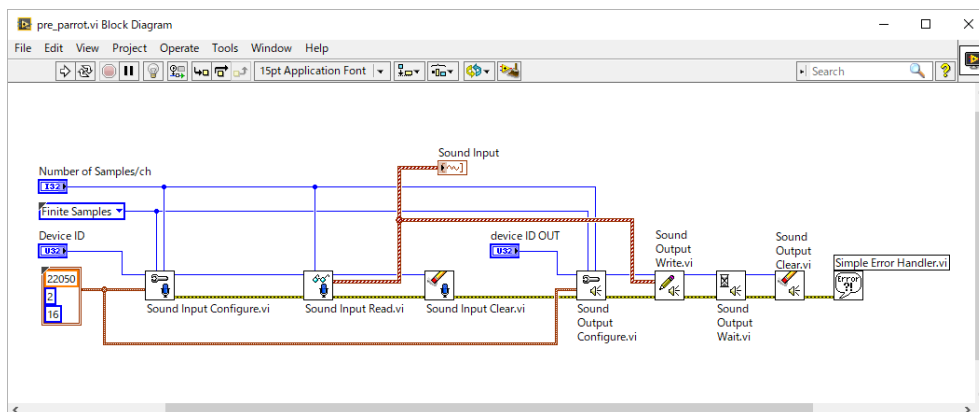 pre_parrot.vi Block Diagram
File Edit View Project Operate Tools Window Help
15pt Application Font
Search
Sound Input
Number of Samples/ch
I32
Finite Samples
Device ID
U32
device ID OUT
U32
Sound
Output
Write.vi
Sound
Output
Clear.vi
Simple Error Handler.vi
22050
2
16
Error
?!
Sound Input Configure.vi
Sound Input Read.vi
Sound Input Clear.vi
Sound
Output
Configure.vi
Sound
Output
Wait.vi